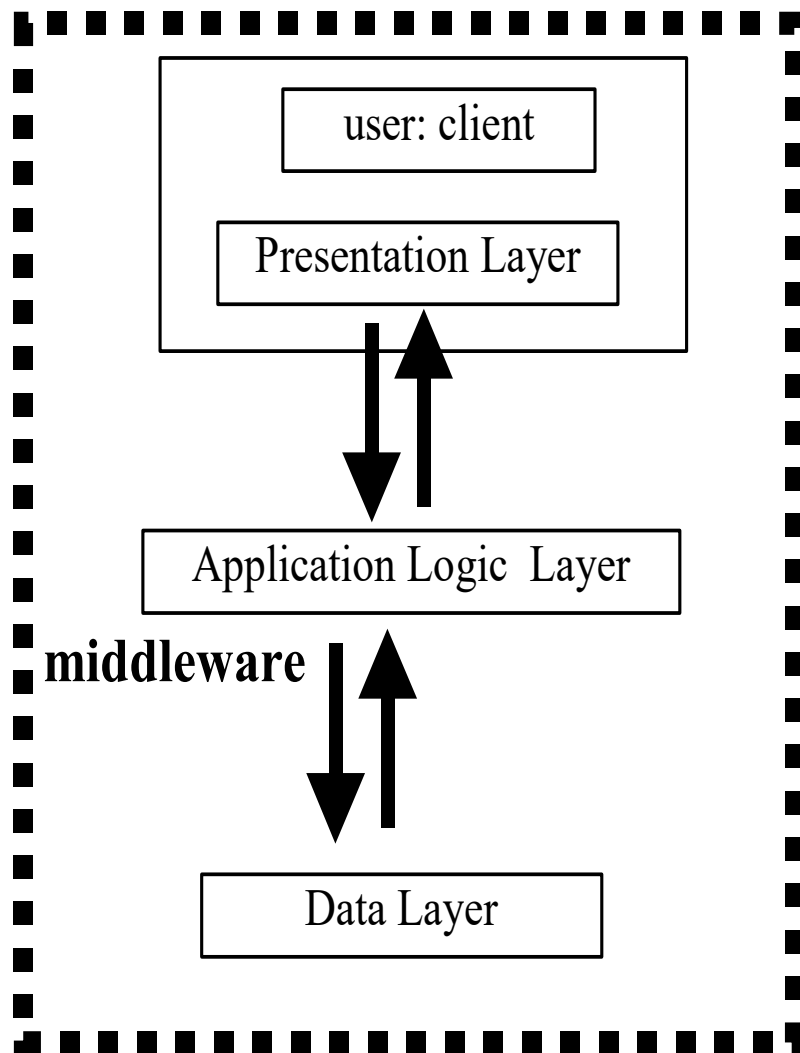 user: client
Presentation Layer
Application Logic  Layer
middleware
Data Layer